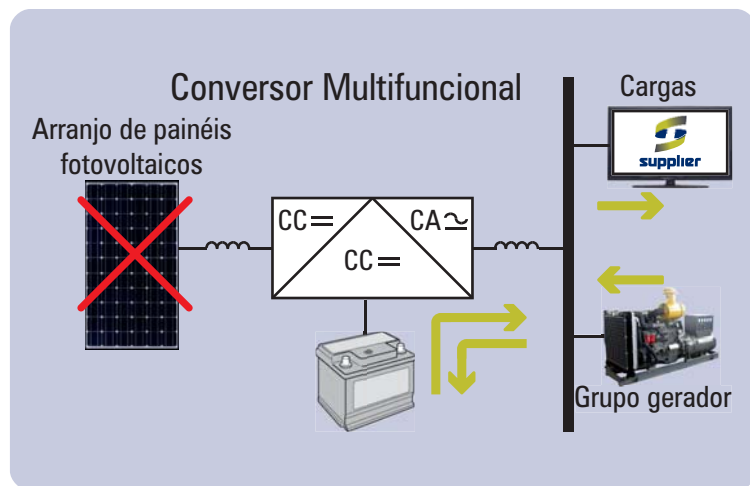 Conversor Multifuncional
Arranjo de painéis
fotovoltaicos
Cargas
supplier
CC
CA
CC
Grupo gerador